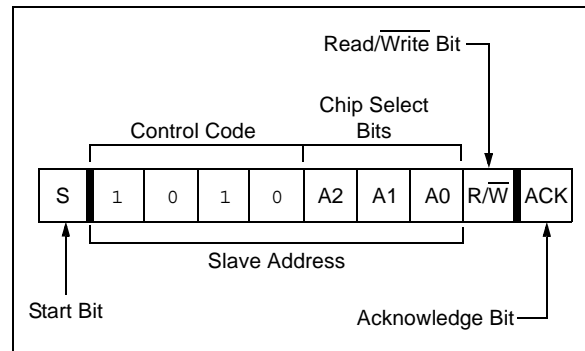 Read/Write Bit
Chip Select
Control Code Bits
S 1 0 1 0 A2 A1 A0 R/W ACK
Slave Address
Start Bit
Acknowledge Bit